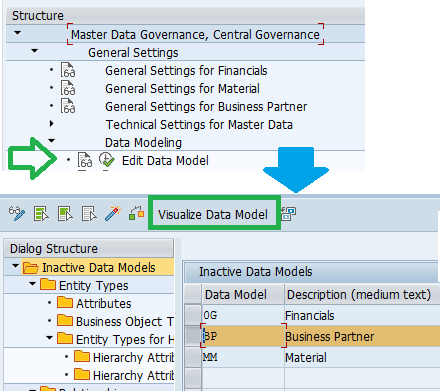 Structure
Master Data Governance, Central Governance
General Settings
General Settings for Financials
General Settings for Material
General Settings for Business Partner
Technical Settings for Master Data
Data Modeling
Edit Data Model
Visualize Data Model
Dialog Structure
Inactive Data Models
Entity Types
Attributes
Business Object T
Entity Types for H
Hierarchy Attrib
Hierarchy Attrib
Inactive Data Models
Data Model Description (medium text)
0G Financials
BP Business Partner
MM Material